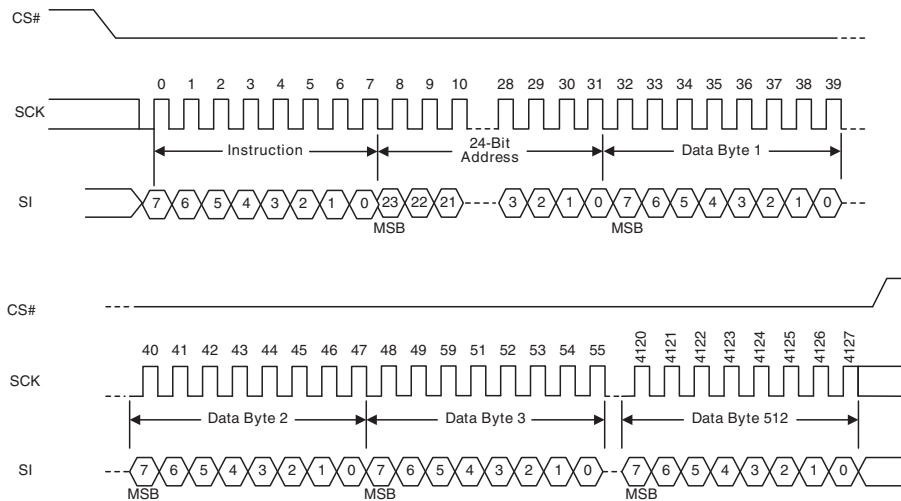 CS#
0 1 2 3 4 5 6 7 8 9 10 28 29 30 31 32 33 34 35 36 37 38 39
SCK
Instruction
24-Bit
Address
Data Byte 1
SI
7 6 5 4 3 2 1 0 23 22 21 3 2 1 0 7 6 5 4 3 2 1 0
MSB MSB
CS#
40 41 42 43 44 45 46 47 48 49 59 51 52 53 54 55 4120 4121 4122 4123 4124 4125 4126 4127
SCK
Data Byte 2 Data Byte 3 Data Byte 512
SI
7 6 5 4 3 2 1 0 7 6 5 4 3 2 1 0 7 6 5 4 3 2 1 0
MSB MSB MSB